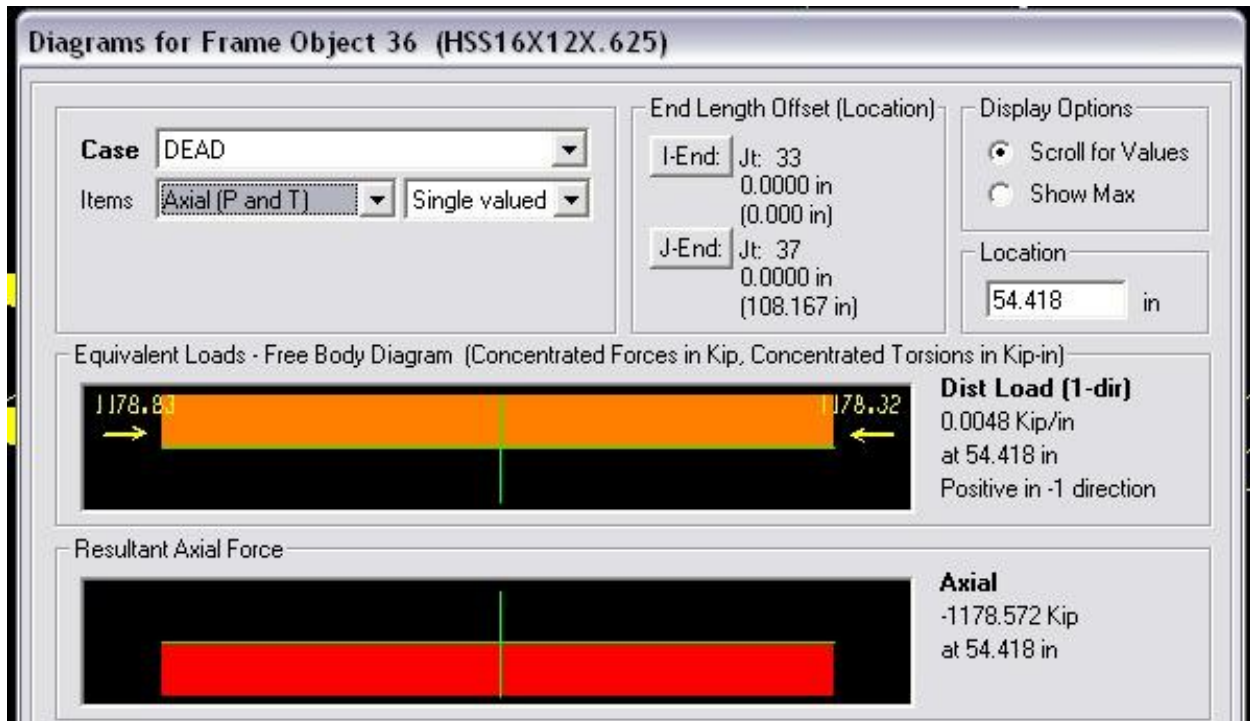 Diagrams for Frame Object 36 (HSS16X12X.625)
Case DEAD
Items Axial (P and T) Single valued
End Length Offset (Location)
I-End: Jt: 33
0.0000 in
(0.000 in)
J-End: Jt: 37
0.0000 in
(108.167 in)
Display Options
Scroll for Values
Show Max
Location
54.418 in
Equivalent Loads - Free Body Diagram (Concentrated Forces in Kip, Concentrated Torsions in Kip-in)
1178.83 1178.32
Dist Load (1-dir)
0.0048 Kip/in
at 54.418 in
Positive in -1 direction
Resultant Axial Force
Axial
-1178.572 Kip
at 54.418 in